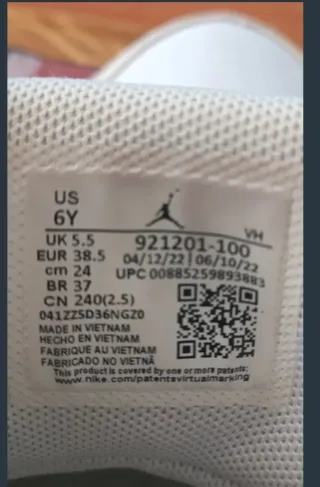 US
6Y
VH
UK 5.5 921201-100
EUR 38.5 04/12/22 | 06/10/22
cm 24 UPC 00885259893883
BR 37
CN 240(2.5)
041ZZSD36NGZ0
MADE IN VIETNAM
HECHO EN VIETNAM
FABRIQUE AU VIETNAM
FABRICADO NO VIETNÃ
This product is covered by one or more patents:
www.nike.com/patentsvirtualmarking